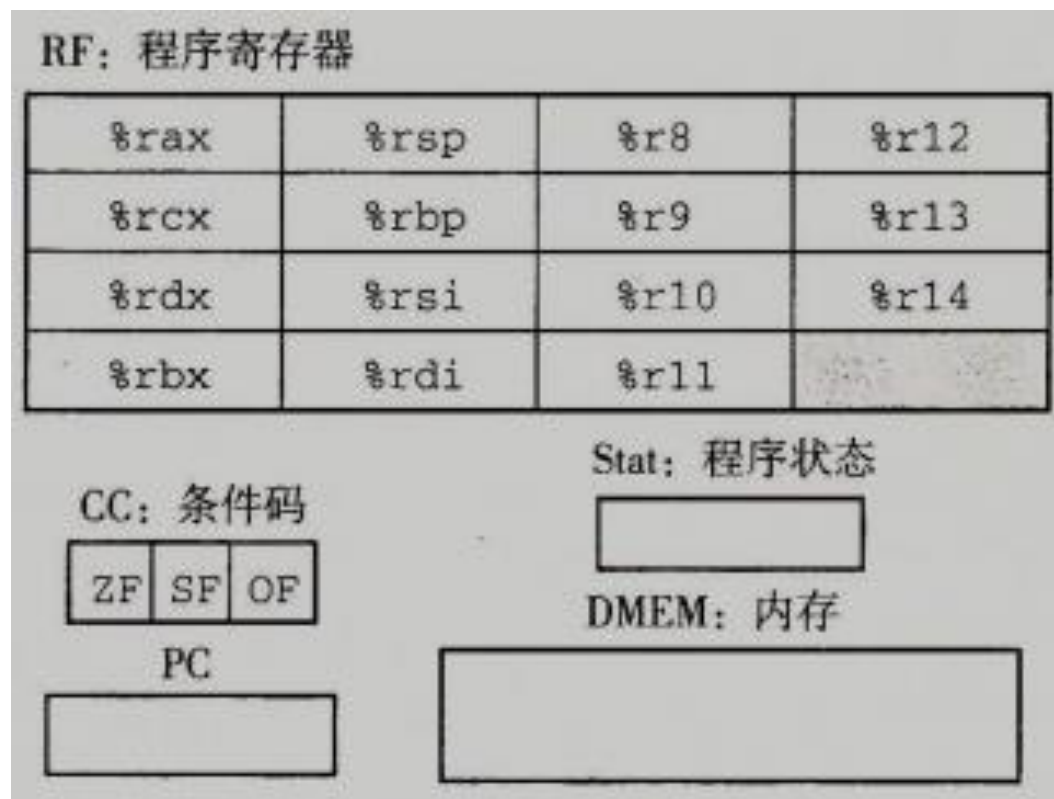 RF：程序寄存器
%rax %rsp %r8 %r12
%rcx %rbp %r9 %r13
%rdx %rsi %r10 %r14
%rbx %rdi %r11
Stat：程序状态
CC：条件码
ZF SF OF
DMEM：内存
PC